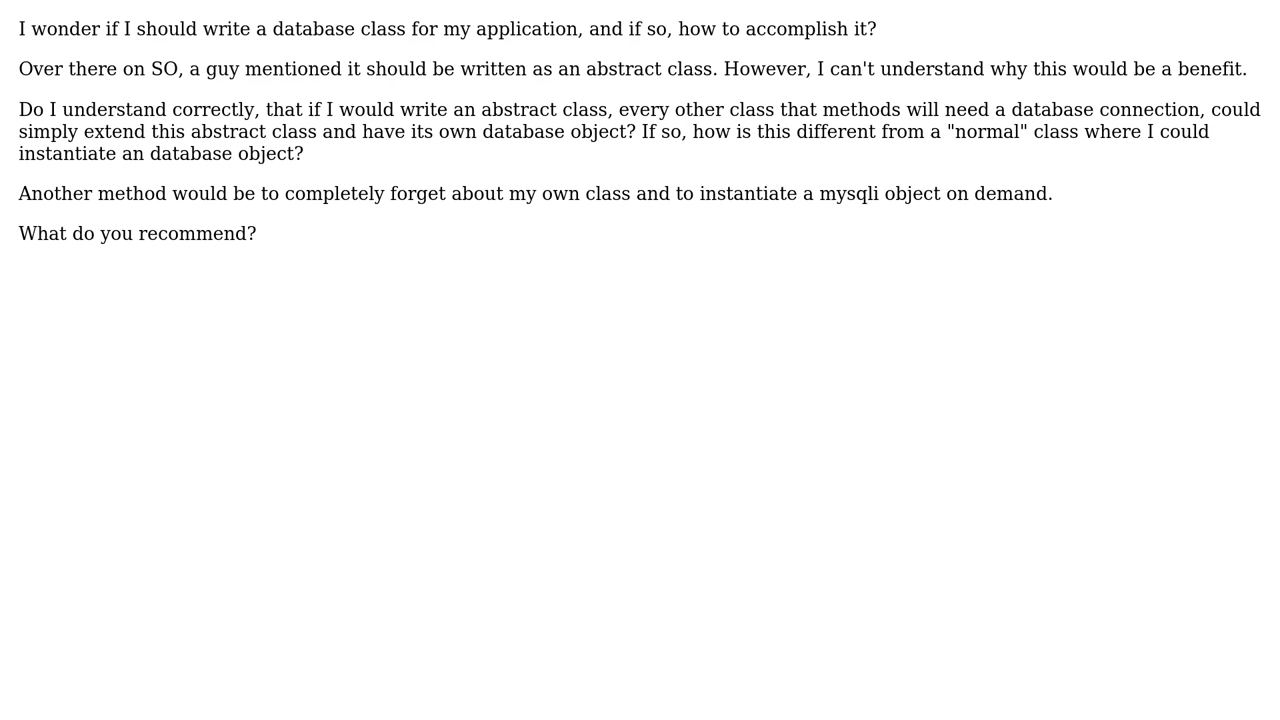 I wonder if I should write a database class for my application, and if so, how to accomplish it?
Over there on SO, a guy mentioned it should be written as an abstract class. However, I can't understand why this would be a benefit.
Do I understand correctly, that if I would write an abstract class, every other class that methods will need a database connection, could
simply extend this abstract class and have its own database object? If so, how is this different from a "normal" class where I could
instantiate an database object?
Another method would be to completely forget about my own class and to instantiate a mysqli object on demand.
What do you recommend?